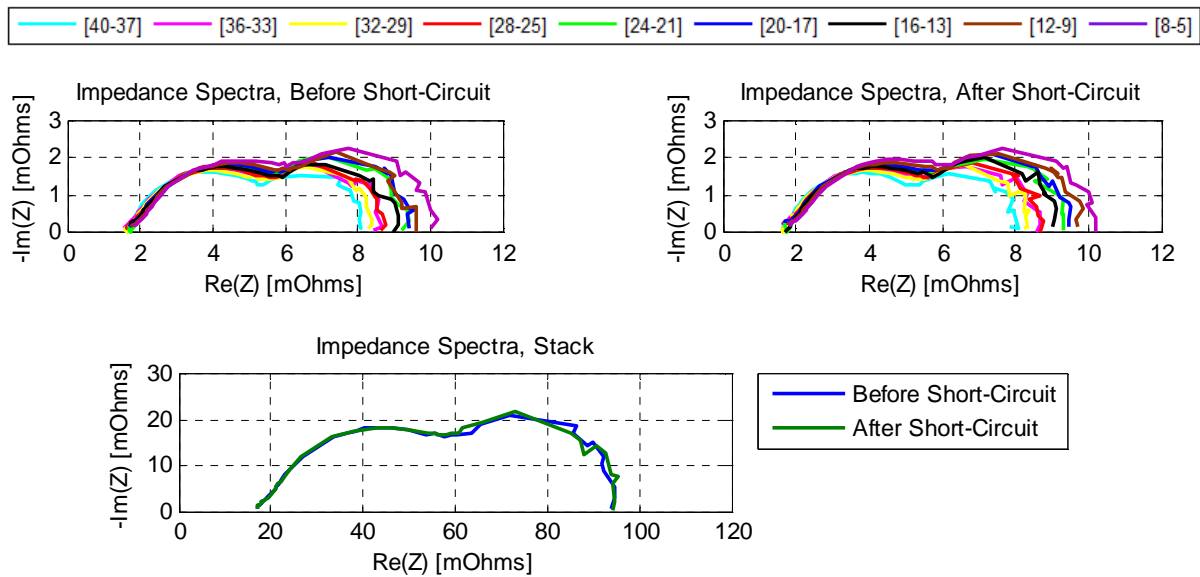 [40-37] [36-33] [32-29] [28-25] [24-21] [20-17] [16-13] [12-9] [8-5]
Impedance Spectra, Before Short-Circuit
-Im(Z) [mOhms]
3
2
1
0
0 2 4 6 8 10 12
Re(Z) [mOhms]
Impedance Spectra, After Short-Circuit
-Im(Z) [mOhms]
3
2
1
0
0 2 4 6 8 10 12
Re(Z) [mOhms]
Impedance Spectra, Stack
-Im(Z) [mOhms]
30
20
10
0
0 20 40 60 80 100 120
Re(Z) [mOhms]
Before Short-Circuit
After Short-Circuit